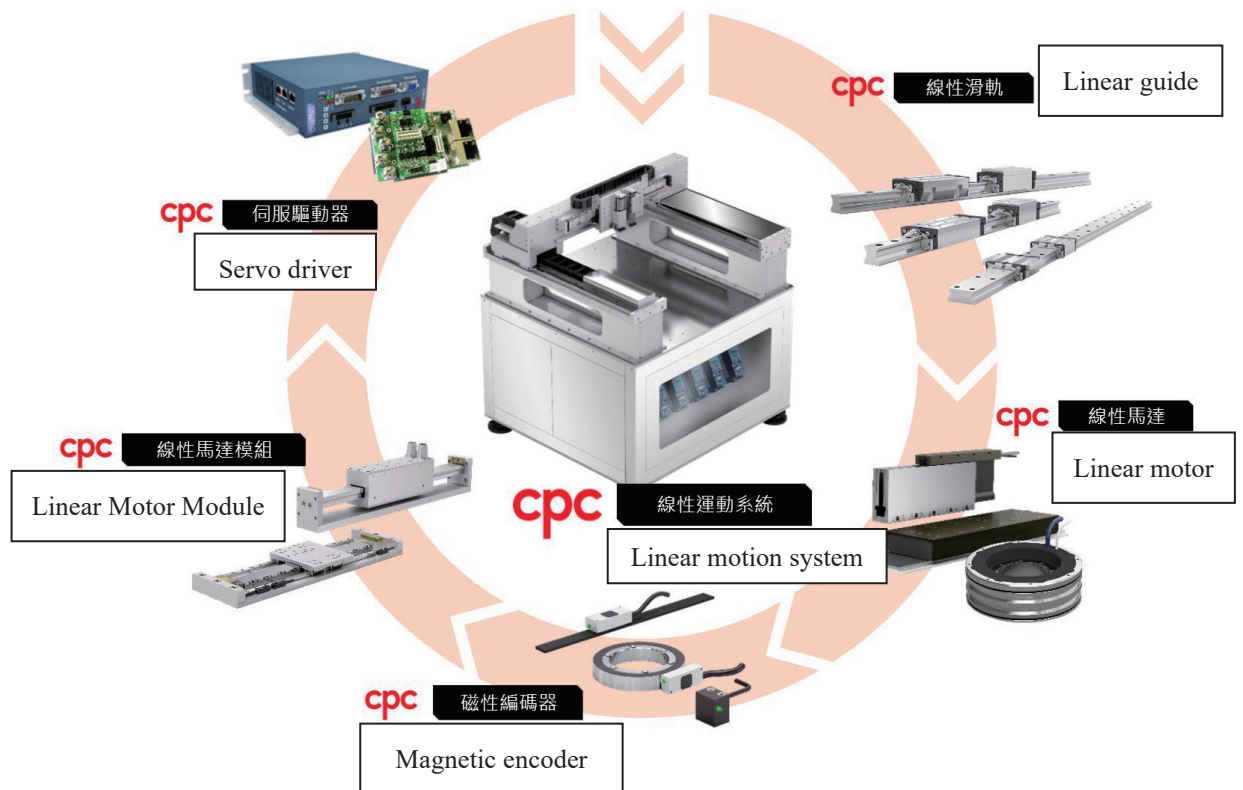 cpc 線性滑軌
Linear guide
cpc 伺服驅動器
Servo driver
cpc 線性馬達
Linear motor
cpc 線性馬達模組
Linear Motor Module
cpc 線性運動系統
Linear motion system
cpc 磁性編碼器
Magnetic encoder